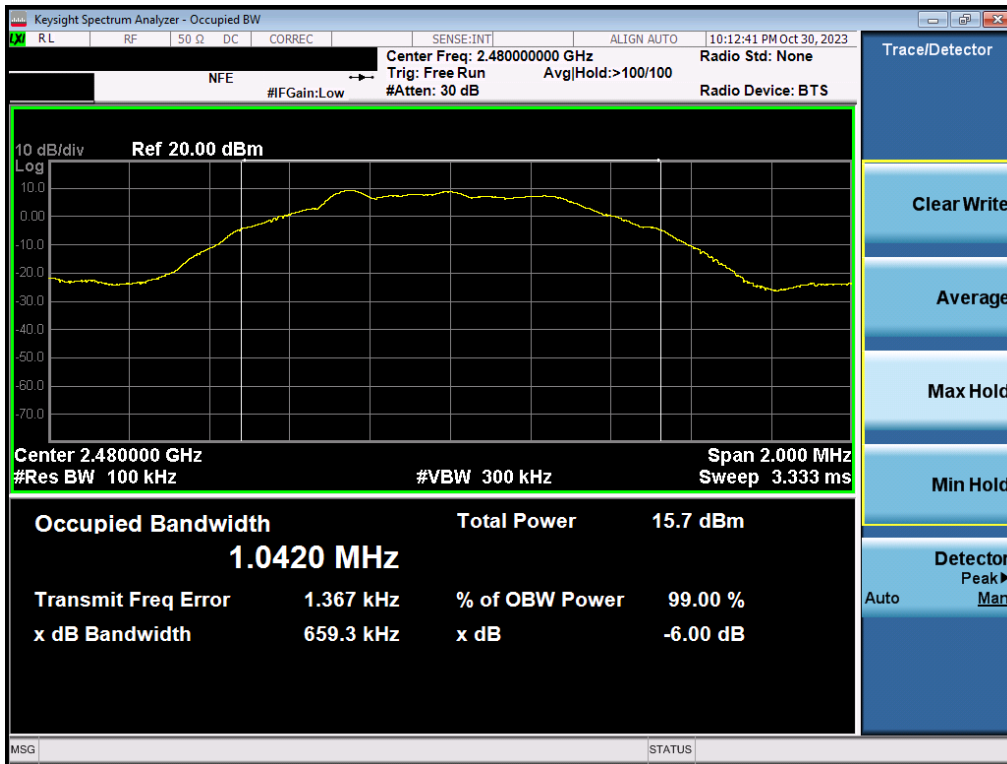 Keysight Spectrum Analyzer - Occupied BW
LXI RL RF 50 Ω DC CORREC SENSE:INT ALIGN AUTO 10:12:41 PM Oct 30, 2023
Center Freq: 2.480000000 GHz Radio Std: None
NFE Trig: Free Run Avg|Hold:>100/100
#IFGain:Low #Atten: 30 dB Radio Device: BTS
Trace/Detector
10 dB/div Ref 20.00 dBm
Log
10.0
0.00
-10.0
-20.0
-30.0
-40.0
-50.0
-60.0
-70.0
Center 2.480000 GHz Span 2.000 MHz
#Res BW 100 kHz #VBW 300 kHz Sweep 3.333 ms
Occupied Bandwidth Total Power 15.7 dBm
1.0420 MHz
Transmit Freq Error 1.367 kHz % of OBW Power 99.00 %
x dB Bandwidth 659.3 kHz x dB -6.00 dB
Clear Write
Average
Max Hold
Min Hold
Detector
Peak▶
Auto Man
MSG STATUS